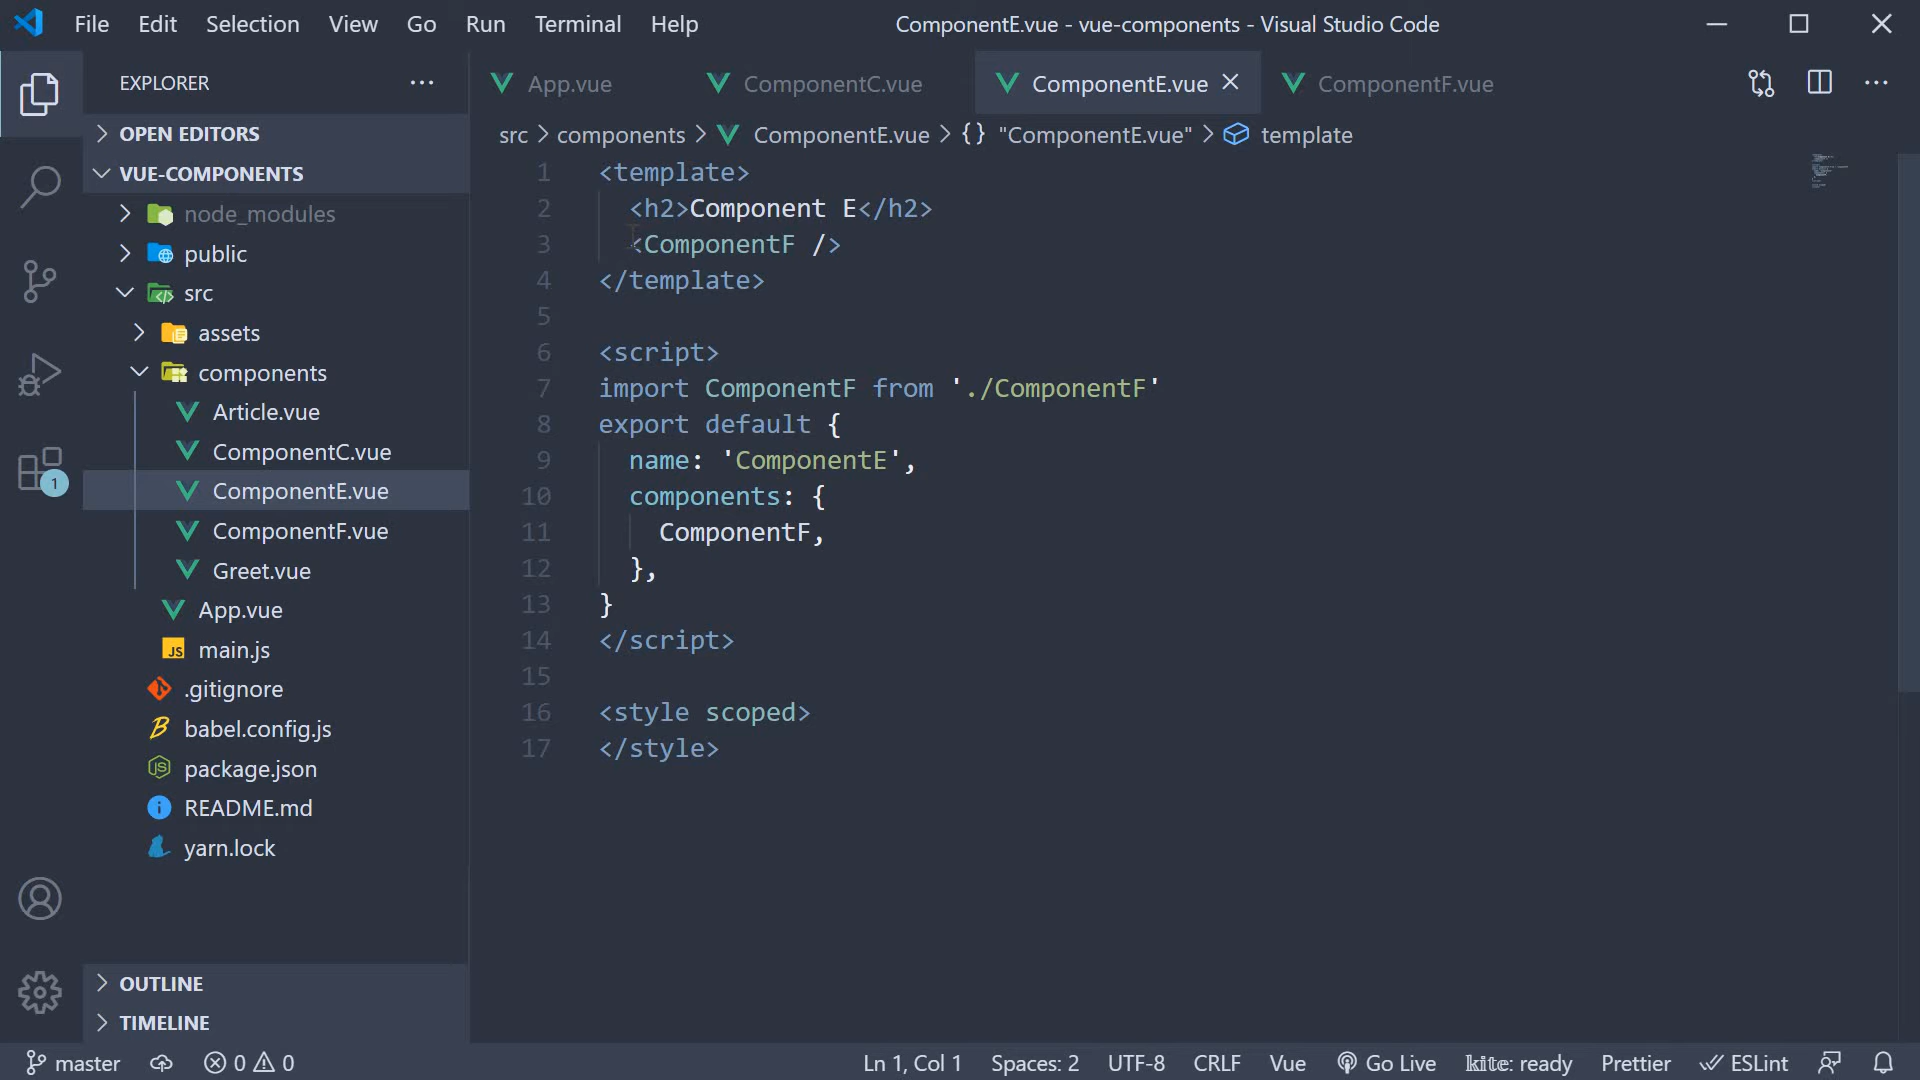 File Edit Selection View Go Run Terminal Help ComponentE.vue - vue-components - Visual Studio Code
EXPLORER
OPEN EDITORS
VUE-COMPONENTS
node_modules
public
src
assets
components
Article.vue
ComponentC.vue
ComponentE.vue
ComponentF.vue
Greet.vue
App.vue
JS main.js
.gitignore
babel.config.js
package.json
README.md
yarn.lock
OUTLINE
TIMELINE
1
App.vue ComponentC.vue ComponentE.vue ComponentF.vue
src > components > ComponentE.vue > {} "ComponentE.vue" > template
1 <template>
2 <h2>Component E</h2>
3 <ComponentF />
4 </template>
5
6 <script>
7 import ComponentF from './ComponentF'
8 export default {
9 name: 'ComponentE',
10 components: {
11 ComponentF,
12 },
13 }
14 </script>
15
16 <style scoped>
17 </style>
master 0 0 Ln 1, Col 1 Spaces: 2 UTF-8 CRLF Vue Go Live kite: ready Prettier ESLint